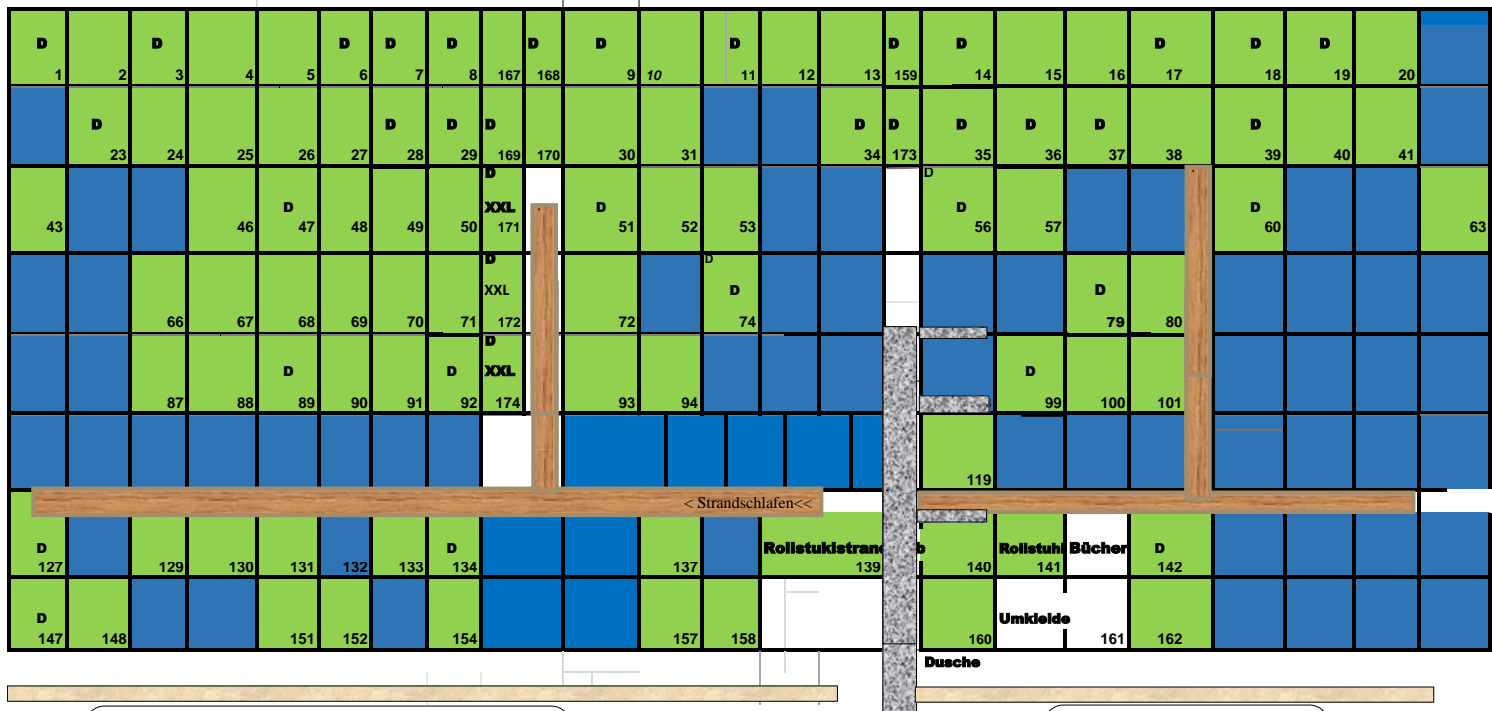 D D D D D D D D D D D D D
1 2 3 4 5 6 7 8 167 168 9 10 11 12 13 159 14 15 16 17 18 19 20
D D D D D D D D D D
23 24 25 26 27 28 29 169 170 30 31 34 173 35 36 37 38 39 40 41
D D
D XXL D D D
43 46 47 48 49 50 171 51 52 53 56 57 60 63
D D
XXL D D
66 67 68 69 70 71 172 72 74 79 80
D
D D XXL D
87 88 89 90 91 92 174 93 94 99 100 101
119
< Strandschlafen<<
D D Rollstuklstrand b Rollstuhl Bücher D
127 129 130 131 132 133 134 137 139 140 141 142
D Umkleide
147 148 151 152 154 157 158 160 161 162
Dusche